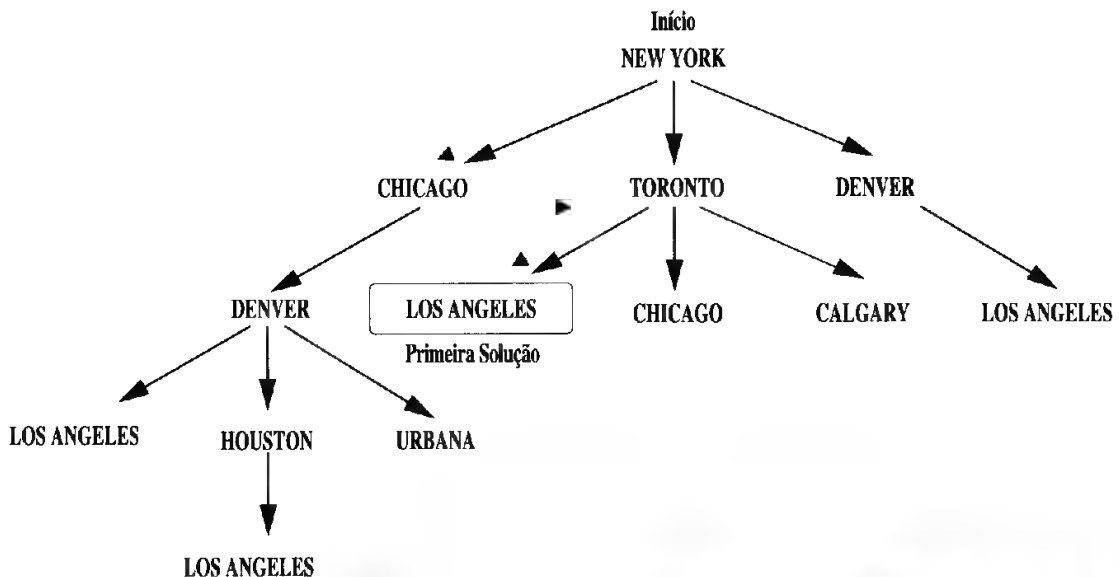 Início
NEW YORK
CHICAGO TORONTO DENVER
DENVER LOS ANGELES CHICAGO CALGARY LOS ANGELES
Primeira Solução
LOS ANGELES HOUSTON URBANA
LOS ANGELES